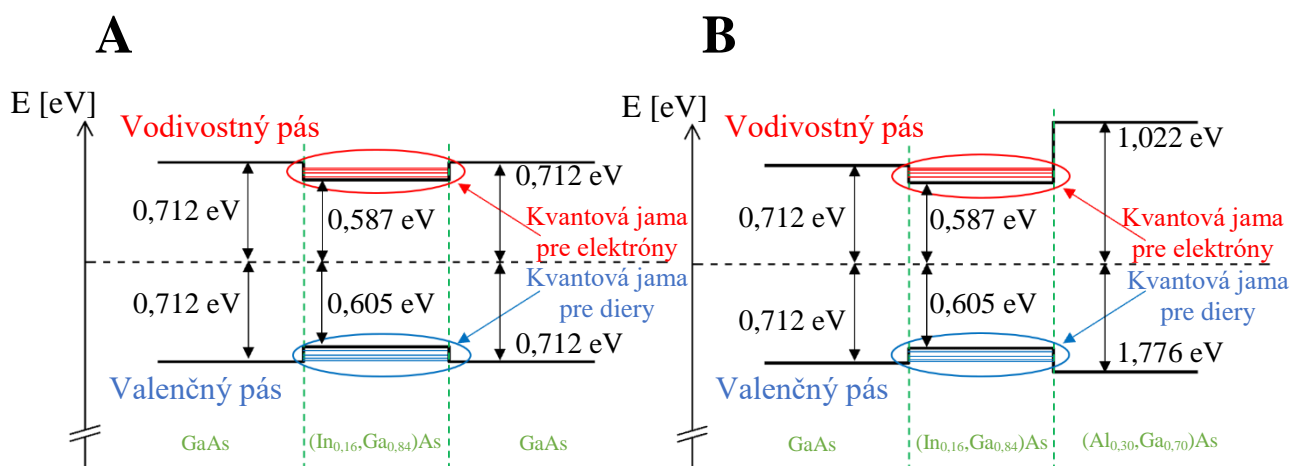 A
E [eV]
Vodivostný pás
0,712 eV
0,587 eV
0,712 eV
Kvantová jama
pre elektróny
0,712 eV
0,605 eV
Kvantová jama
pre diery
0,712 eV
Valenčný pás
GaAs
(In0,16,Ga0,84)As
GaAs
B
E [eV]
Vodivostný pás
1,022 eV
0,712 eV
0,587 eV
Kvantová jama
pre elektróny
0,712 eV
0,605 eV
Kvantová jama
pre diery
1,776 eV
Valenčný pás
GaAs
(In0,16,Ga0,84)As
(Al0,30,Ga0,70)As